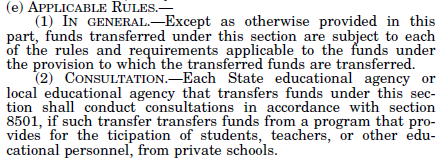 (e) APPLICABLE RULES.—
(1) IN GENERAL.—Except as otherwise provided in this
part, funds transferred under this section are subject to each
of the rules and requirements applicable to the funds under
the provision to which the transferred funds are transferred.
(2) CONSULTATION.—Each State educational agency or
local educational agency that transfers funds under this sec-
tion shall conduct consultations in accordance with section
8501, if such transfer transfers funds from a program that pro-
vides for the ticipation of students, teachers, or other edu-
cational personnel, from private schools.